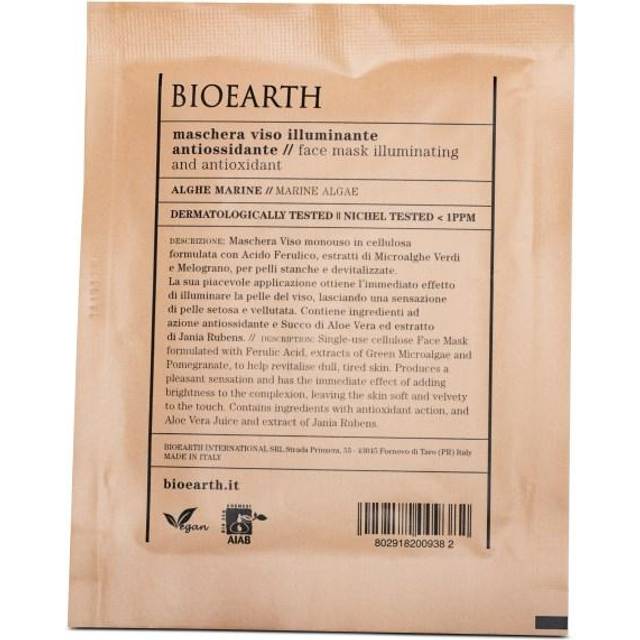 BIOEARTH
maschera viso illuminante
antiossidante // face mask illuminating
and antioxidant
ALGHE MARINE // MARINE ALGAE
DERMATOLOGICALLY TESTED || NICHEL TESTED < 1PPM
DESCRIZIONE: Maschera Viso monouso in cellulosa
formulata con Acido Ferulico, estratti di Microalghe Verdi
e Melograno, per pelli stanche e devitalizzate.
La sua piacevole applicazione ottiene l'immediato effetto
di illuminare la pelle del viso, lasciando una sensazione
di pelle setosa e vellutata. Contiene ingredienti ad
azione antiossidante e Succo di Aloe Vera ed estratto
di Jania Rubens. // DESCRIPTION: Single-use cellulose Face Mask
formulated with Ferulic Acid, extracts of Green Microalgae and
Pomegranate, to help revitalise dull, tired skin. Produces a
pleasant sensation and has the immediate effect of adding
brightness to the complexion, leaving the skin soft and velvety
to the touch. Contains ingredients with antioxidant action, and
Aloe Vera Juice and extract of Jania Rubens.
BIOEARTH INTERNATIONAL SRL Strada Primera, 55 - 43045 Fornovo di Taro (PR) Italy
MADE IN ITALY
bioearth.it
Vegan
AIAB
802918200938 2